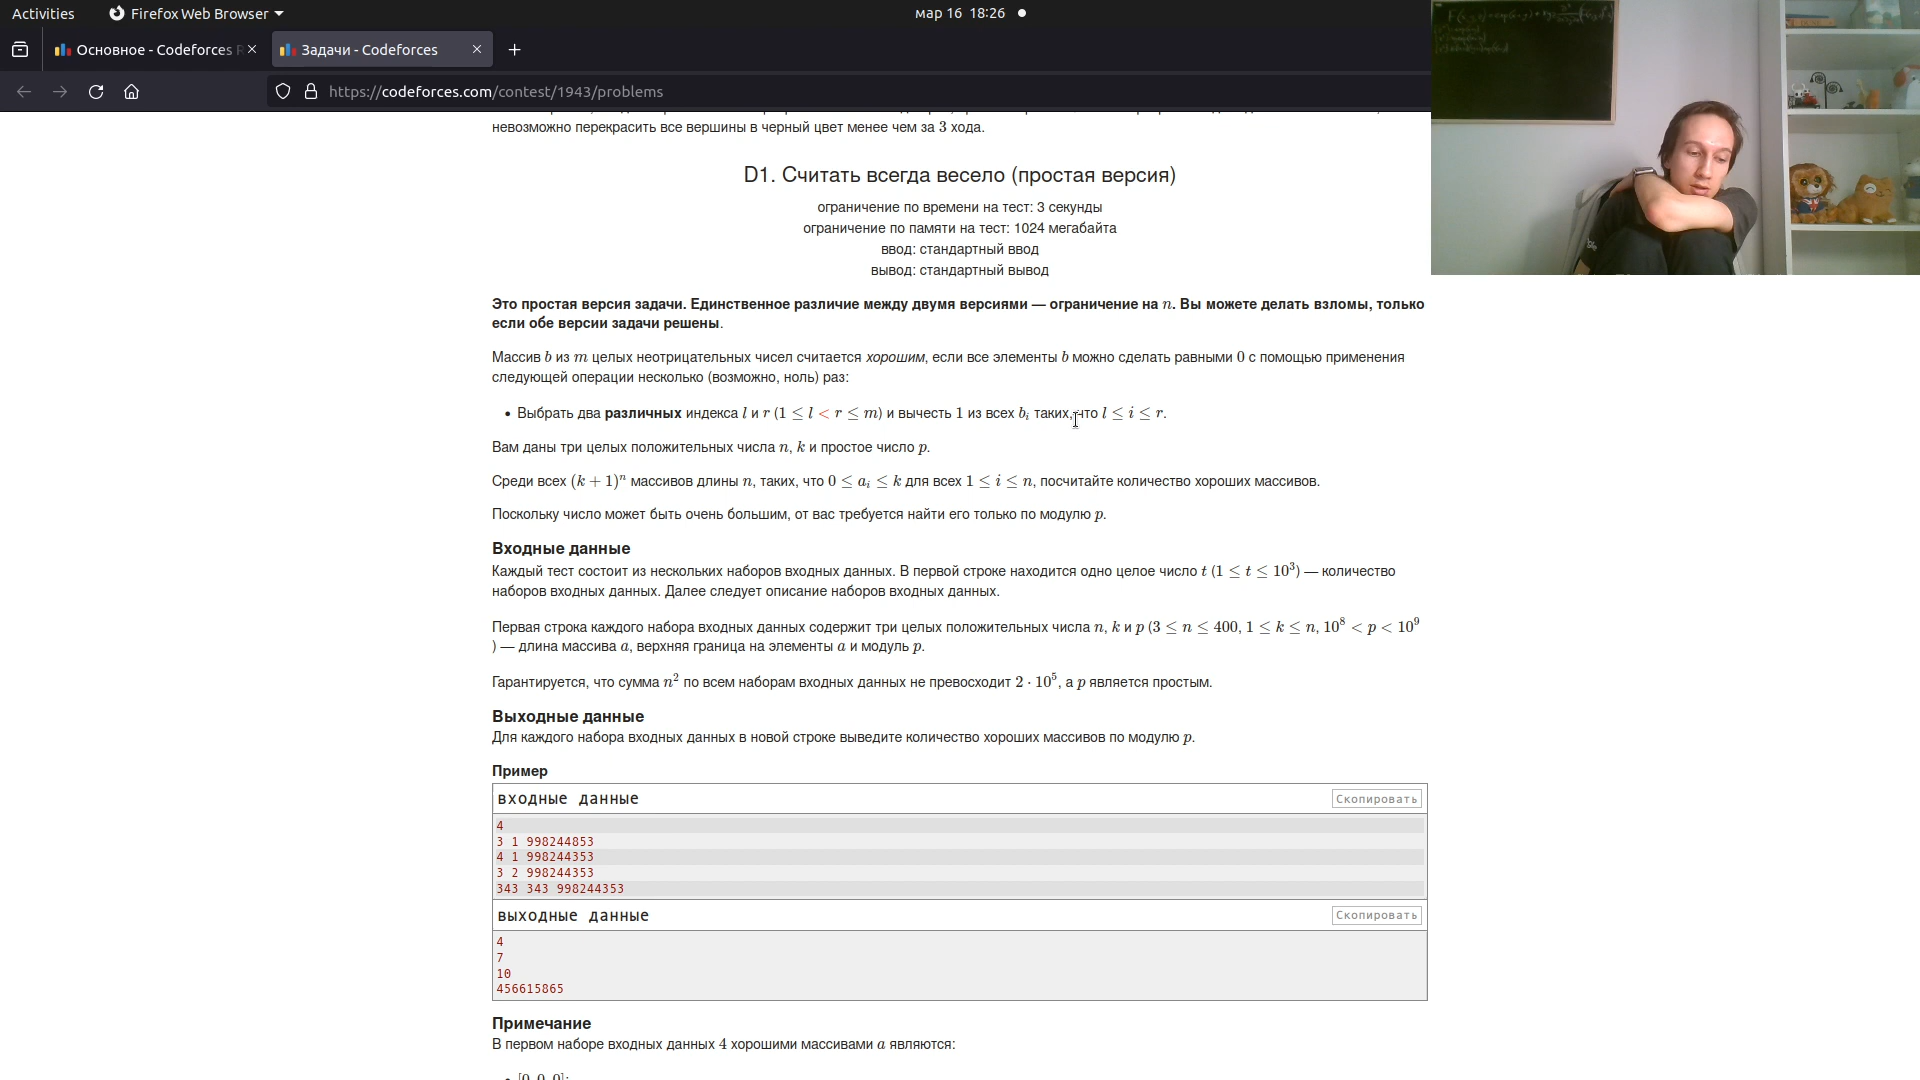 Activities
Firefox Web Browser
мар 16 18:26
Основное - Codeforces
Задачи - Codeforces
https://codeforces.com/contest/1943/problems
невозможно перекрасить все вершины в черный цвет менее чем за 3 хода.
D1. Считать всегда весело (простая версия)
ограничение по времени на тест: 3 секунды
ограничение по памяти на тест: 1024 мегабайта
ввод: стандартный ввод
вывод: стандартный вывод
Это простая версия задачи. Единственное различие между двумя версиями — ограничение на n. Вы можете делать взломы, только
если обе версии задачи решены.
Массив b из m целых неотрицательных чисел считается хорошим, если все элементы b можно сделать равными 0 с помощью применения
следующей операции несколько (возможно, ноль) раз:
• Выбрать два различных индекса l и r (1 ≤ l < r ≤ m) и вычесть 1 из всех bᵢ таких, что l ≤ i ≤ r.
Вам даны три целых положительных числа n, k и простое число p.
Среди всех (k + 1)ⁿ массивов длины n, таких, что 0 ≤ aᵢ ≤ k для всех 1 ≤ i ≤ n, посчитайте количество хороших массивов.
Поскольку число может быть очень большим, от вас требуется найти его только по модулю p.
Входные данные
Каждый тест состоит из нескольких наборов входных данных. В первой строке находится одно целое число t (1 ≤ t ≤ 10³) — количество
наборов входных данных. Далее следует описание наборов входных данных.
Первая строка каждого набора входных данных содержит три целых положительных числа n, k и p (3 ≤ n ≤ 400, 1 ≤ k ≤ n, 10⁸ < p < 10⁹
) — длина массива a, верхняя граница на элементы a и модуль p.
Гарантируется, что сумма n² по всем наборам входных данных не превосходит 2 · 10⁵, а p является простым.
Выходные данные
Для каждого набора входных данных в новой строке выведите количество хороших массивов по модулю p.
Пример
входные данные
Скопировать
4
3 1 998244853
4 1 998244353
3 2 998244353
343 343 998244353
выходные данные
Скопировать
4
7
10
456615865
Примечание
В первом наборе входных данных 4 хорошими массивами a являются:
• [0, 0, 0];